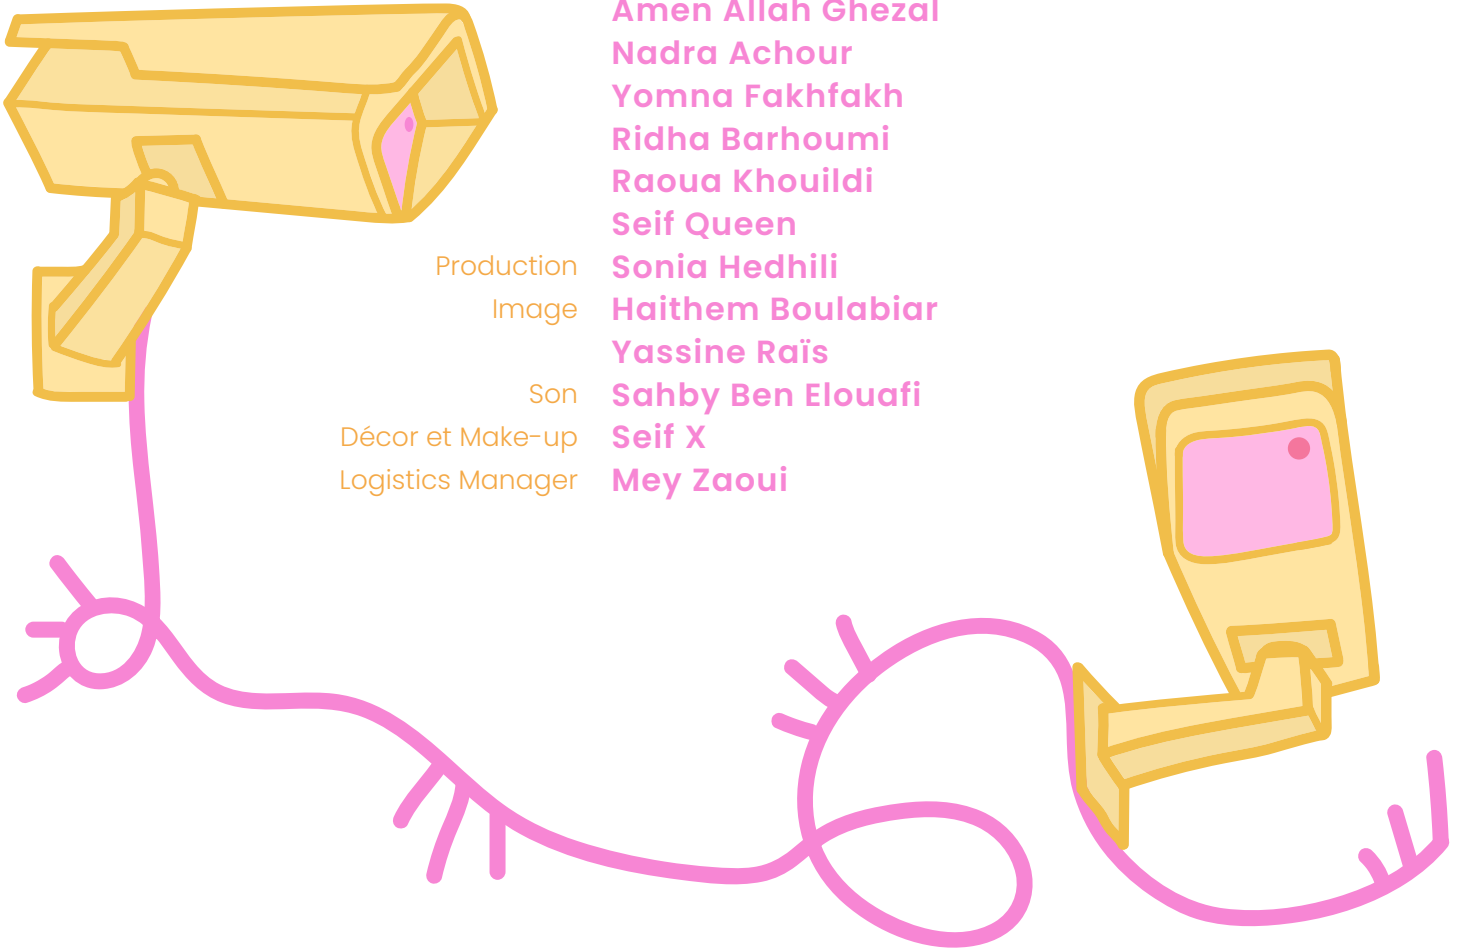 Amen Allah Ghezal
Nadra Achour
Yomna Fakhfakh
Ridha Barhoumi
Raoua Khouildi
Seif Queen
Production Sonia Hedhili
Image Haithem Boulabiar
Yassine Raïs
Son Sahby Ben Elouafi
Décor et Make-up Seif X
Logistics Manager Mey Zaoui